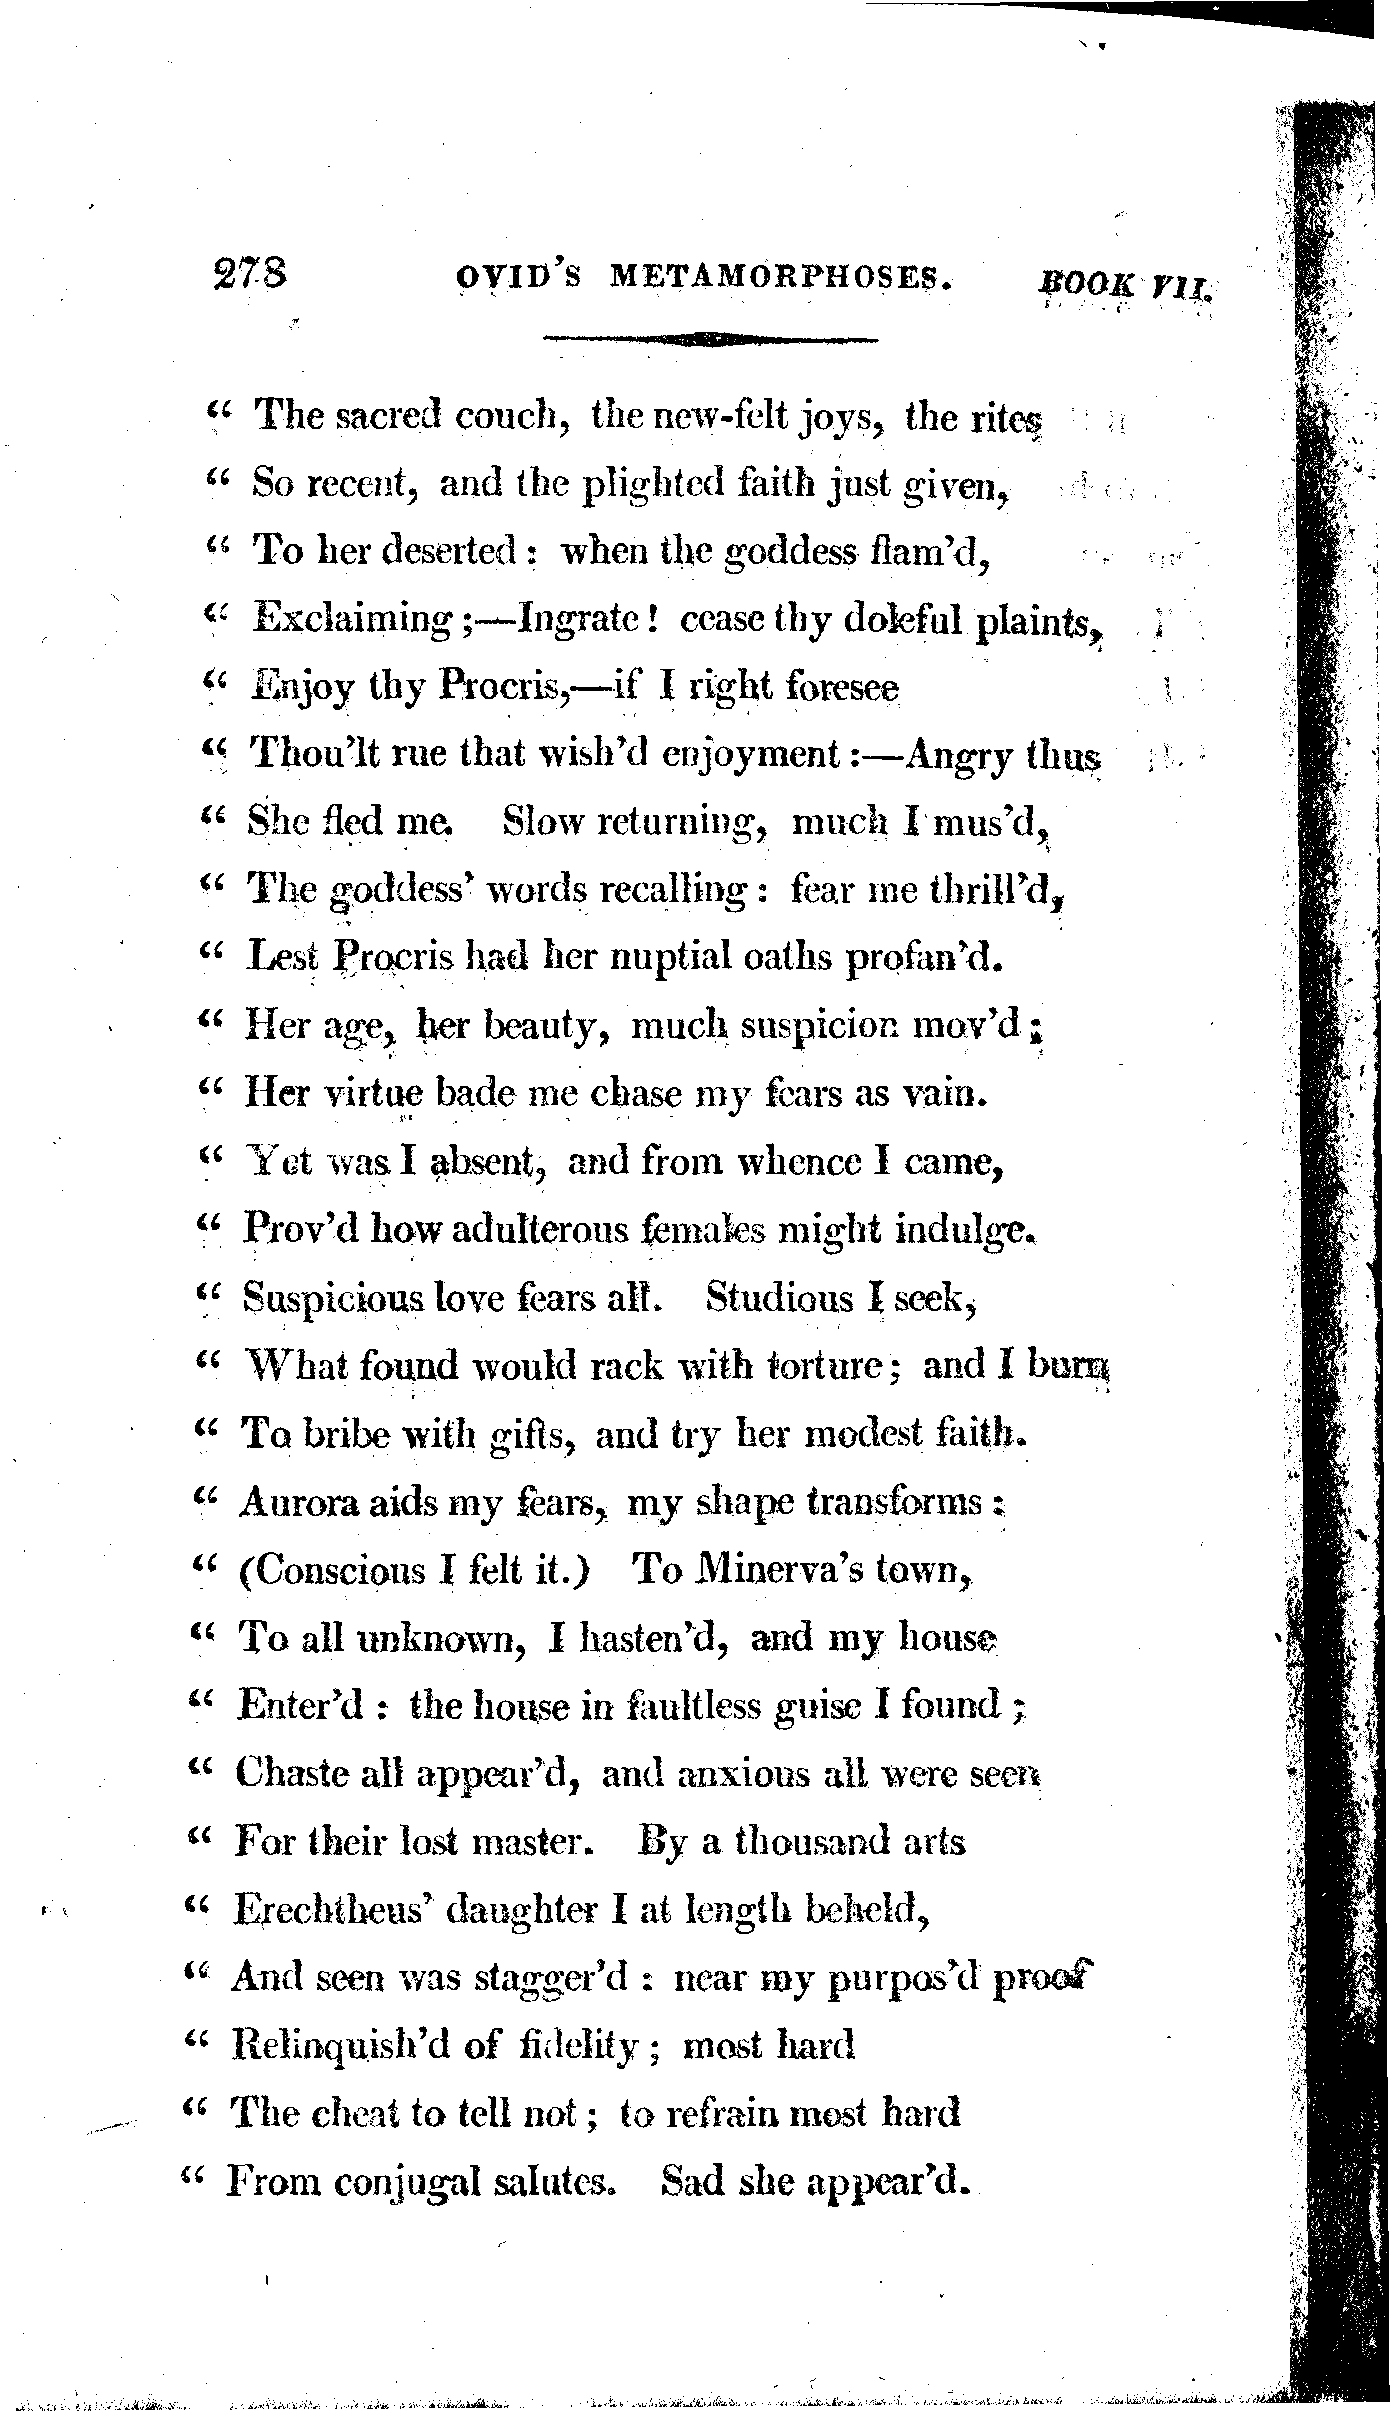 278 OVID'S METAMORPHOSES. BOOK VII.
“ The sacred couch, the new-felt joys, the rites
“ So recent, and the plighted faith just given,
“ To her deserted : when the goddess flam'd,
“ Exclaiming ;—Ingrate ! cease thy doleful plaints,
“ Enjoy thy Procris,—if I right foresee
“ Thou'lt rue that wish'd enjoyment :—Angry thus
“ She fled me. Slow returning, much I mus'd,
“ The goddess' words recalling : fear me thrill'd,
“ Lest Procris had her nuptial oaths profan'd.
“ Her age, her beauty, much suspicion mov'd ;
“ Her virtue bade me chase my fears as vain.
“ Yet was I absent, and from whence I came,
“ Prov'd how adulterous females might indulge.
“ Suspicious love fears all. Studious I seek,
“ What found would rack with torture ; and I burn
“ To bribe with gifts, and try her modest faith.
“ Aurora aids my fears, my shape transforms :
“ (Conscious I felt it.) To Minerva's town,
“ To all unknown, I hasten'd, and my house
“ Enter'd : the house in faultless guise I found ;
“ Chaste all appear'd, and anxious all were seen
“ For their lost master. By a thousand arts
“ Erechtheus' daughter I at length beheld,
“ And seen was stagger'd : near my purpos'd proof
“ Relinquish'd of fidelity ; most hard
“ The cheat to tell not ; to refrain most hard
“ From conjugal salutes. Sad she appear'd.